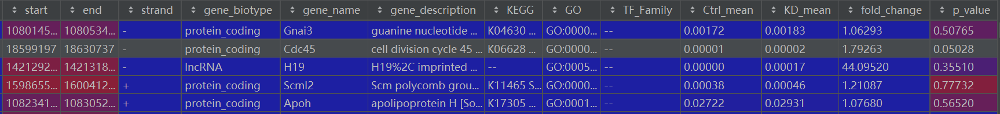 start end strand gene_biotype gene_name gene_description KEGG GO TF_Family Ctrl_mean KD_mean fold_change p_value
1080145... 1080534... - protein_coding Gnai3 guanine nucleotide ... K04630 ... GO:0000... -- 0.00172 0.00183 1.06293 0.50765
18599197 18630737 - protein_coding Cdc45 cell division cycle 45 ... K06628 ... GO:0000... -- 0.00001 0.00002 1.79263 0.05028
1421292... 1421318... - lncRNA H19 H19%2C imprinted ... -- GO:0005... -- 0.00000 0.00017 44.09520 0.35510
1598655... 1600412... + protein_coding Scml2 Scm polycomb grou... K11465 S... GO:0000... -- 0.00038 0.00046 1.21087 0.77732
1082341... 1083052... + protein_coding Apoh apolipoprotein H [So... K17305 ... GO:0001... -- 0.02722 0.02931 1.07680 0.56520